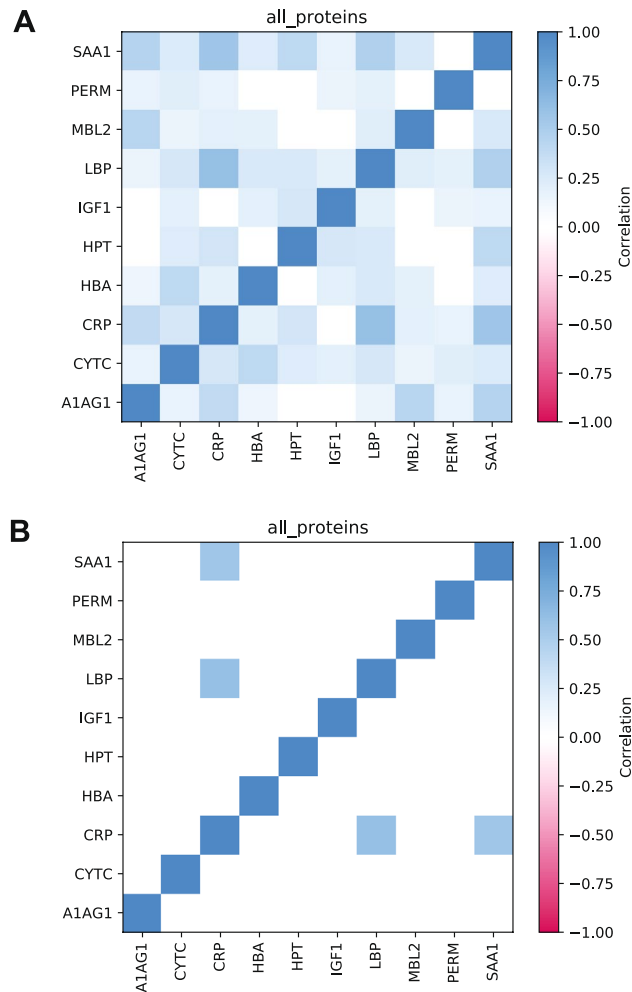 A
all_proteins
SAA1
PERM
MBL2
LBP
IGF1
HPT
HBA
CRP
CYTC
A1AG1
A1AG1 CYTC CRP HBA HPT IGF1 LBP MBL2 PERM SAA1
1.00
0.75
0.50
0.25
0.00
−0.25
−0.50
−0.75
−1.00
Correlation
B
all_proteins
SAA1
PERM
MBL2
LBP
IGF1
HPT
HBA
CRP
CYTC
A1AG1
A1AG1 CYTC CRP HBA HPT IGF1 LBP MBL2 PERM SAA1
1.00
0.75
0.50
0.25
0.00
−0.25
−0.50
−0.75
−1.00
Correlation